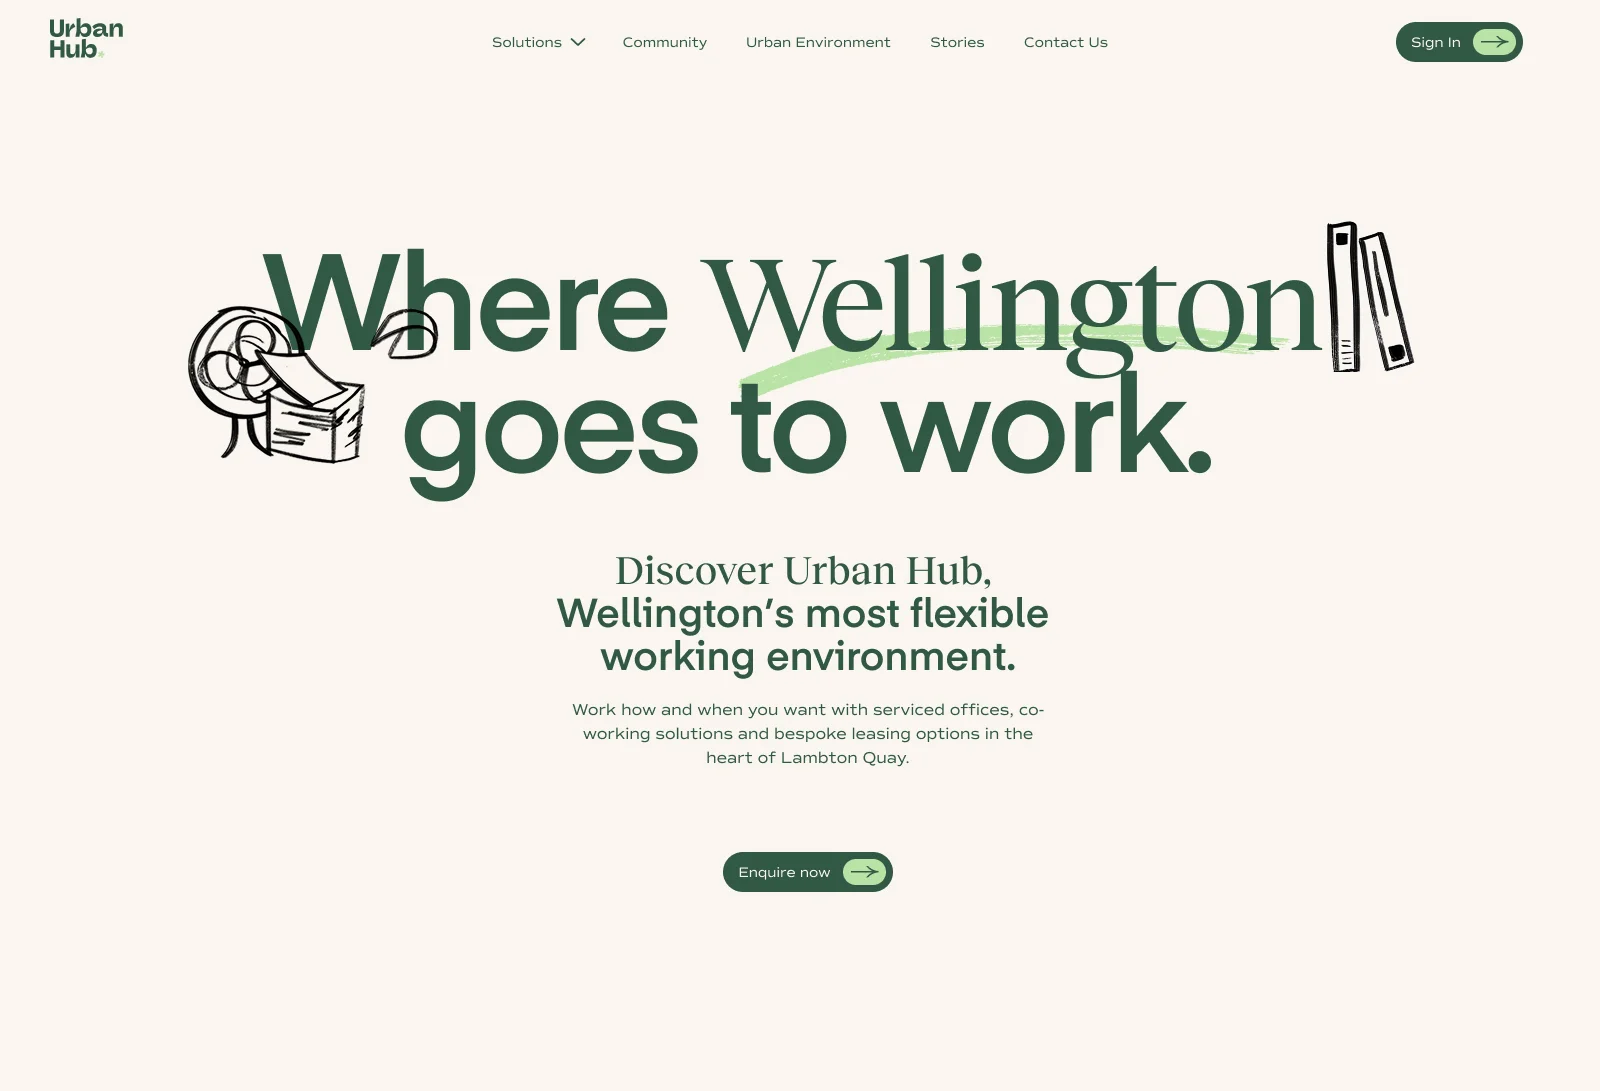 Urban
Hub.
Solutions
Community
Urban Environment
Stories
Contact Us
Sign In
Where Wellington
goes to work.
Discover Urban Hub,
Wellington’s most flexible
working environment.
Work how and when you want with serviced offices, co-
working solutions and bespoke leasing options in the
heart of Lambton Quay.
Enquire now